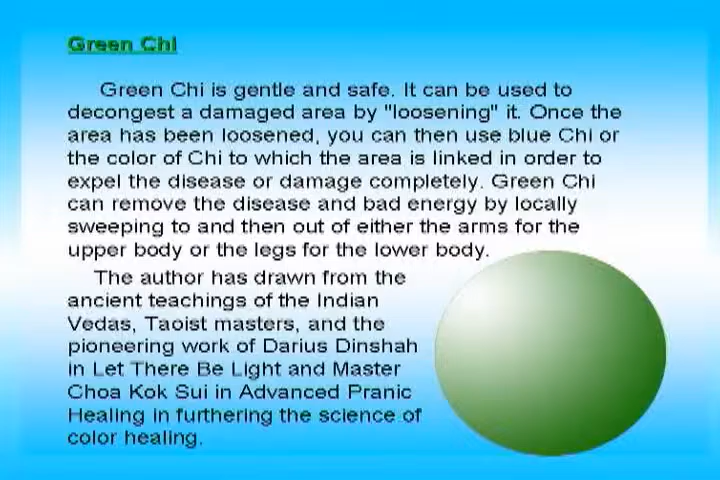 Green Chi
Green Chi is gentle and safe. It can be used to
decongest a damaged area by "loosening" it. Once the
area has been loosened, you can then use blue Chi or
the color of Chi to which the area is linked in order to
expel the disease or damage completely. Green Chi
can remove the disease and bad energy by locally
sweeping to and then out of either the arms for the
upper body or the legs for the lower body.
The author has drawn from the
ancient teachings of the Indian
Vedas, Taoist masters, and the
pioneering work of Darius Dinshah
in Let There Be Light and Master
Choa Kok Sui in Advanced Pranic
Healing in furthering the science of
color healing.